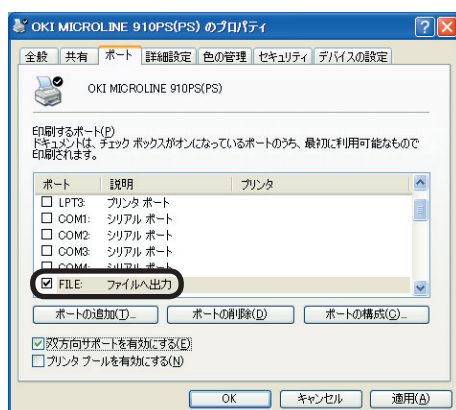 OKI MICROLINE 910PS(PS) のプロパティ
全般 共有 ポート 詳細設定 色の管理 セキュリティ デバイスの設定
OKI MICROLINE 910PS(PS)
印刷するポート(P)
ドキュメントは、チェック ボックスがオンになっているポートのうち、最初に利用可能なもので
印刷されます。
ポート 説明 プリンタ
LPT3: プリンタ ポート
COM1: シリアル ポート
COM2: シリアル ポート
COM3: シリアル ポート
COM4: シリアル ポート
FILE: ファイルへ出力
ポートの追加(T)... ポートの削除(D) ポートの構成(C)...
双方向サポートを有効にする(E)
プリンタ プールを有効にする(N)
OK キャンセル 適用(A)